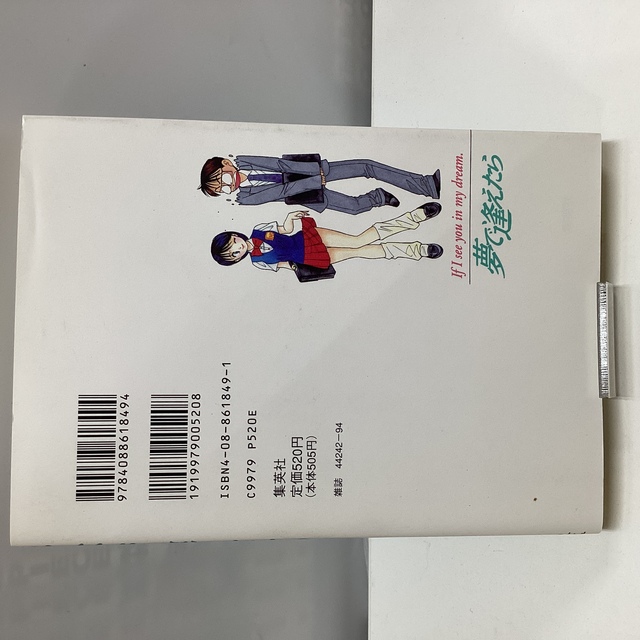 夢で逢えたら
If I see you in my dream.
9784088618494
1919979005208
ISBN4-08-861849-1
C9979 P520E
集英社
定価520円
（本体505円）
雑誌 44242-94